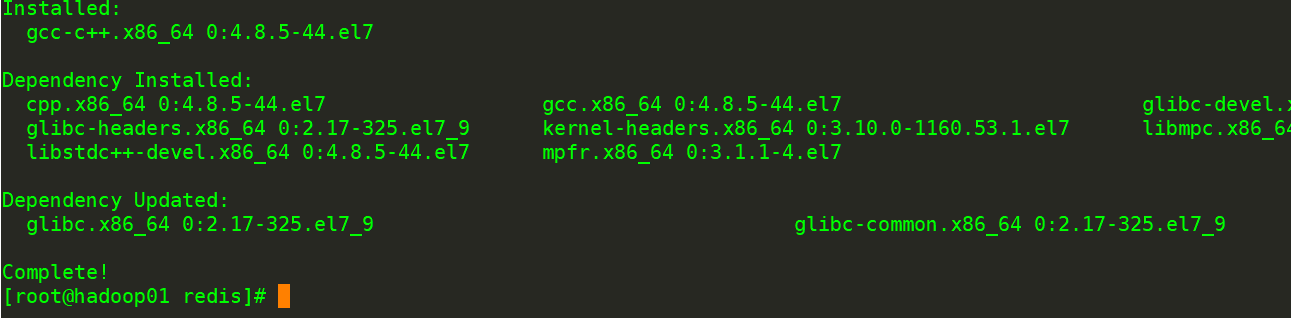 Installed:
gcc-c++.x86_64 0:4.8.5-44.el7
Dependency Installed:
cpp.x86_64 0:4.8.5-44.el7 gcc.x86_64 0:4.8.5-44.el7 glibc-devel.x
glibc-headers.x86_64 0:2.17-325.el7_9 kernel-headers.x86_64 0:3.10.0-1160.53.1.el7 libmpc.x86_64
libstdc++-devel.x86_64 0:4.8.5-44.el7 mpfr.x86_64 0:3.1.1-4.el7
Dependency Updated:
glibc.x86_64 0:2.17-325.el7_9 glibc-common.x86_64 0:2.17-325.el7_9
Complete!
[root@hadoop01 redis]#